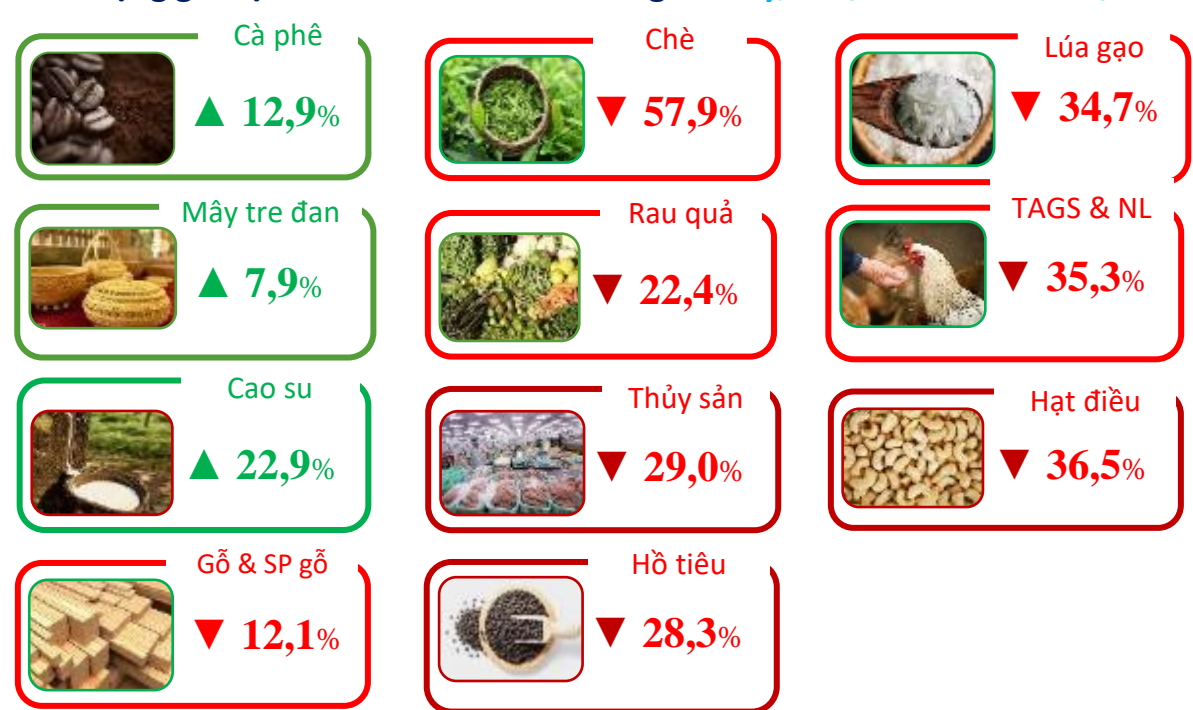 Cà phê
▲ 12,9%
Chè
▼ 57,9%
Lúa gạo
▼ 34,7%
Mây tre đan
▲ 7,9%
Rau quả
▼ 22,4%
TAGS & NL
▼ 35,3%
Cao su
▲ 22,9%
Thủy sản
▼ 29,0%
Hạt điều
▼ 36,5%
Gỗ & SP gỗ
▼ 12,1%
Hồ tiêu
▼ 28,3%